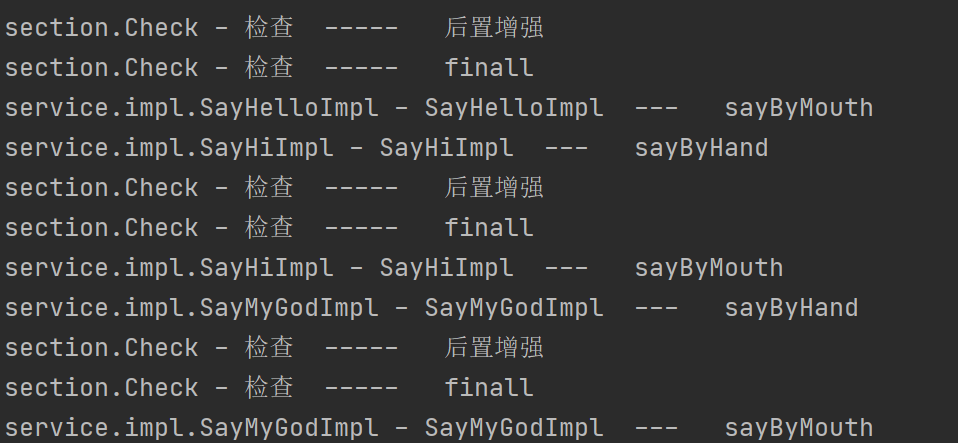 section.Check - 检查  -----   后置增强
section.Check - 检查  -----   finall
service.impl.SayHelloImpl - SayHelloImpl  ---   sayByMouth
service.impl.SayHiImpl - SayHiImpl  ---   sayByHand
section.Check - 检查  -----   后置增强
section.Check - 检查  -----   finall
service.impl.SayHiImpl - SayHiImpl  ---   sayByMouth
service.impl.SayMyGodImpl - SayMyGodImpl  ---   sayByHand
section.Check - 检查  -----   后置增强
section.Check - 检查  -----   finall
service.impl.SayMyGodImpl - SayMyGodImpl  ---   sayByMouth